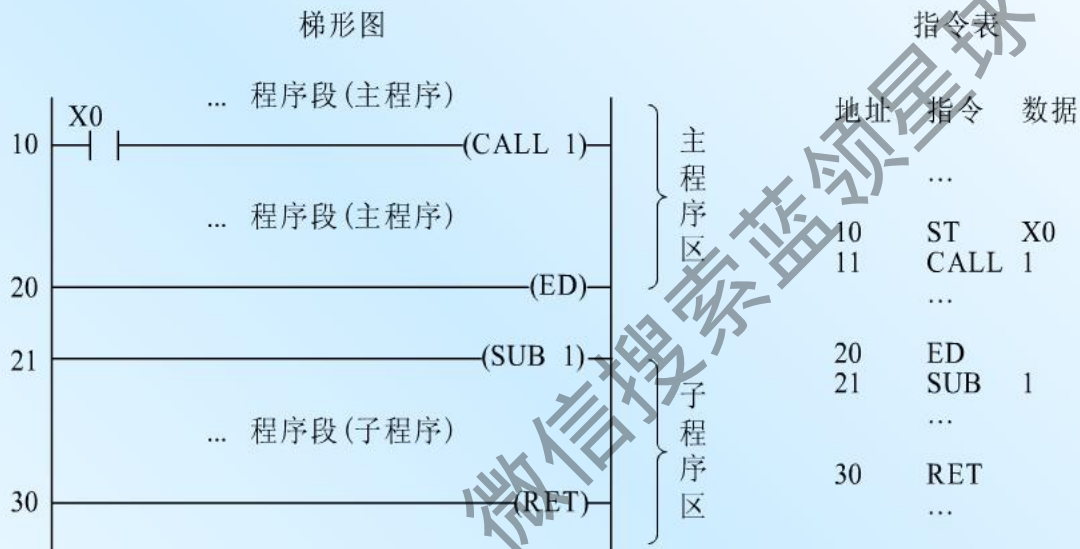 梯形图 指令表
... 程序段(主程序)
地址 指令 数据
X0
10 (CALL 1)
主程序区
...
... 程序段(主程序)
10 ST X0
11 CALL 1
...
20 (ED)
20 ED
21 (SUB 1)
21 SUB 1
子程序区
...
... 程序段(子程序)
30 RET
30 (RET)
...
微信搜索蓝领星球